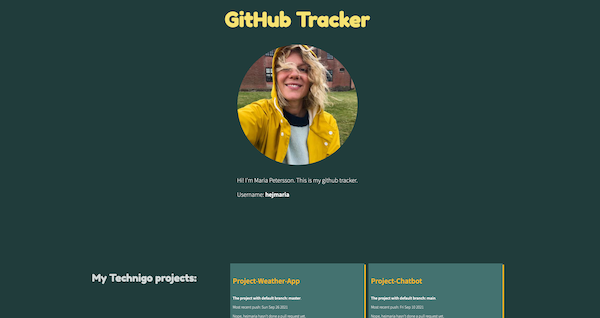 GitHub Tracker
Hi! I'm Maria Petersson. This is my github tracker.
Username: hejmaria
My Technigo projects:
Project-Weather-App
The project with default branch: master
Most recent push: Sun Sep 26 2021
Nope, hejmaria hasn't done a pull request yet
Project-Chatbot
The project with default branch: main
Most recent push: Fri Sep 10 2021
Nope, hejmaria hasn't done a pull request yet